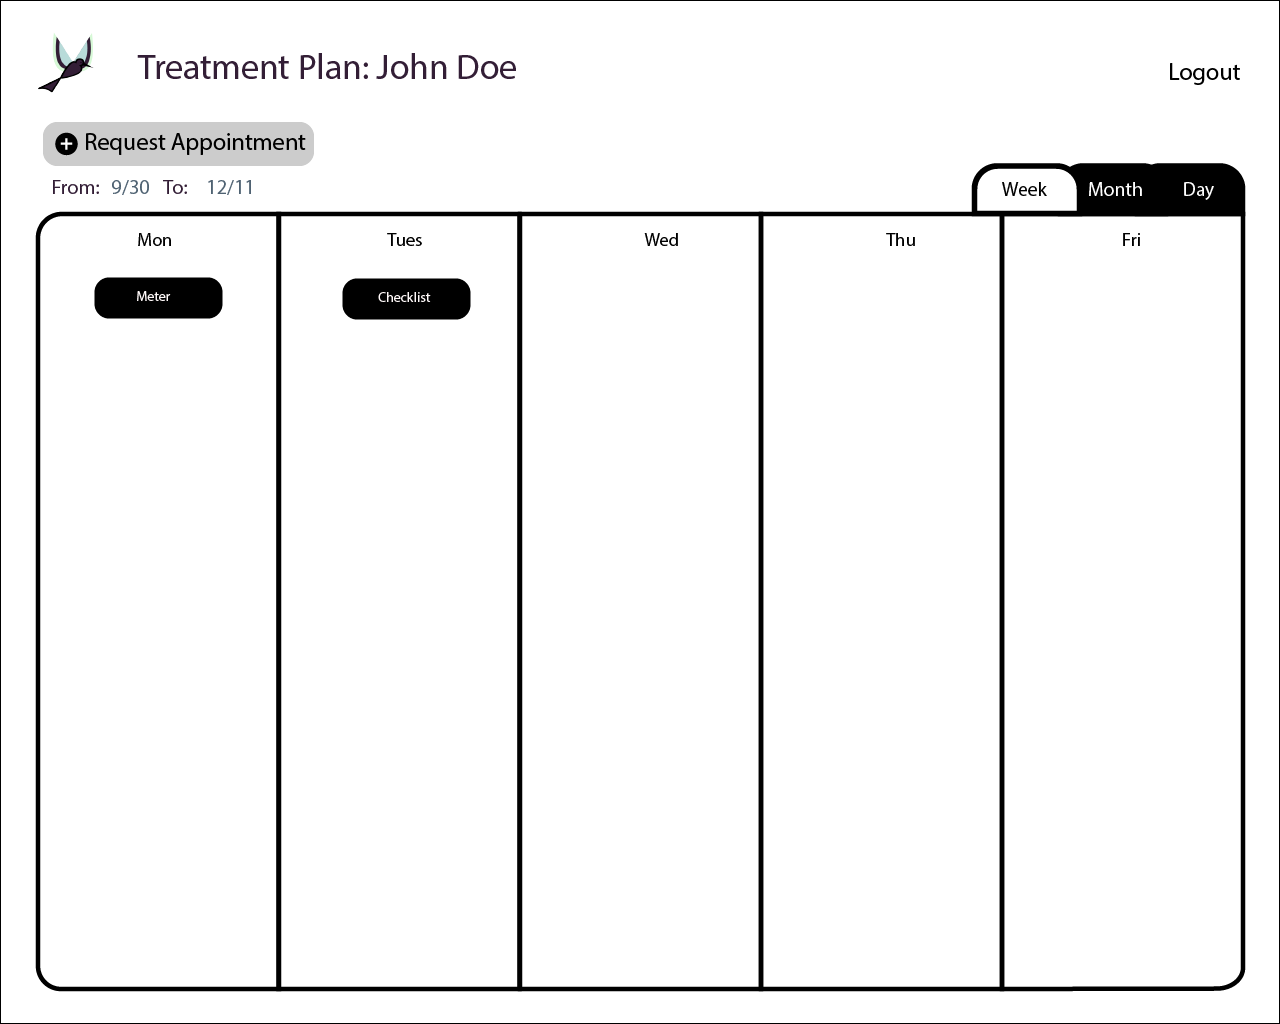 Treatment Plan: John Doe
Logout
Request Appointment
From: 9/30 To: 12/11
Week Month Day
Mon Tues Wed Thu Fri
Meter Checklist